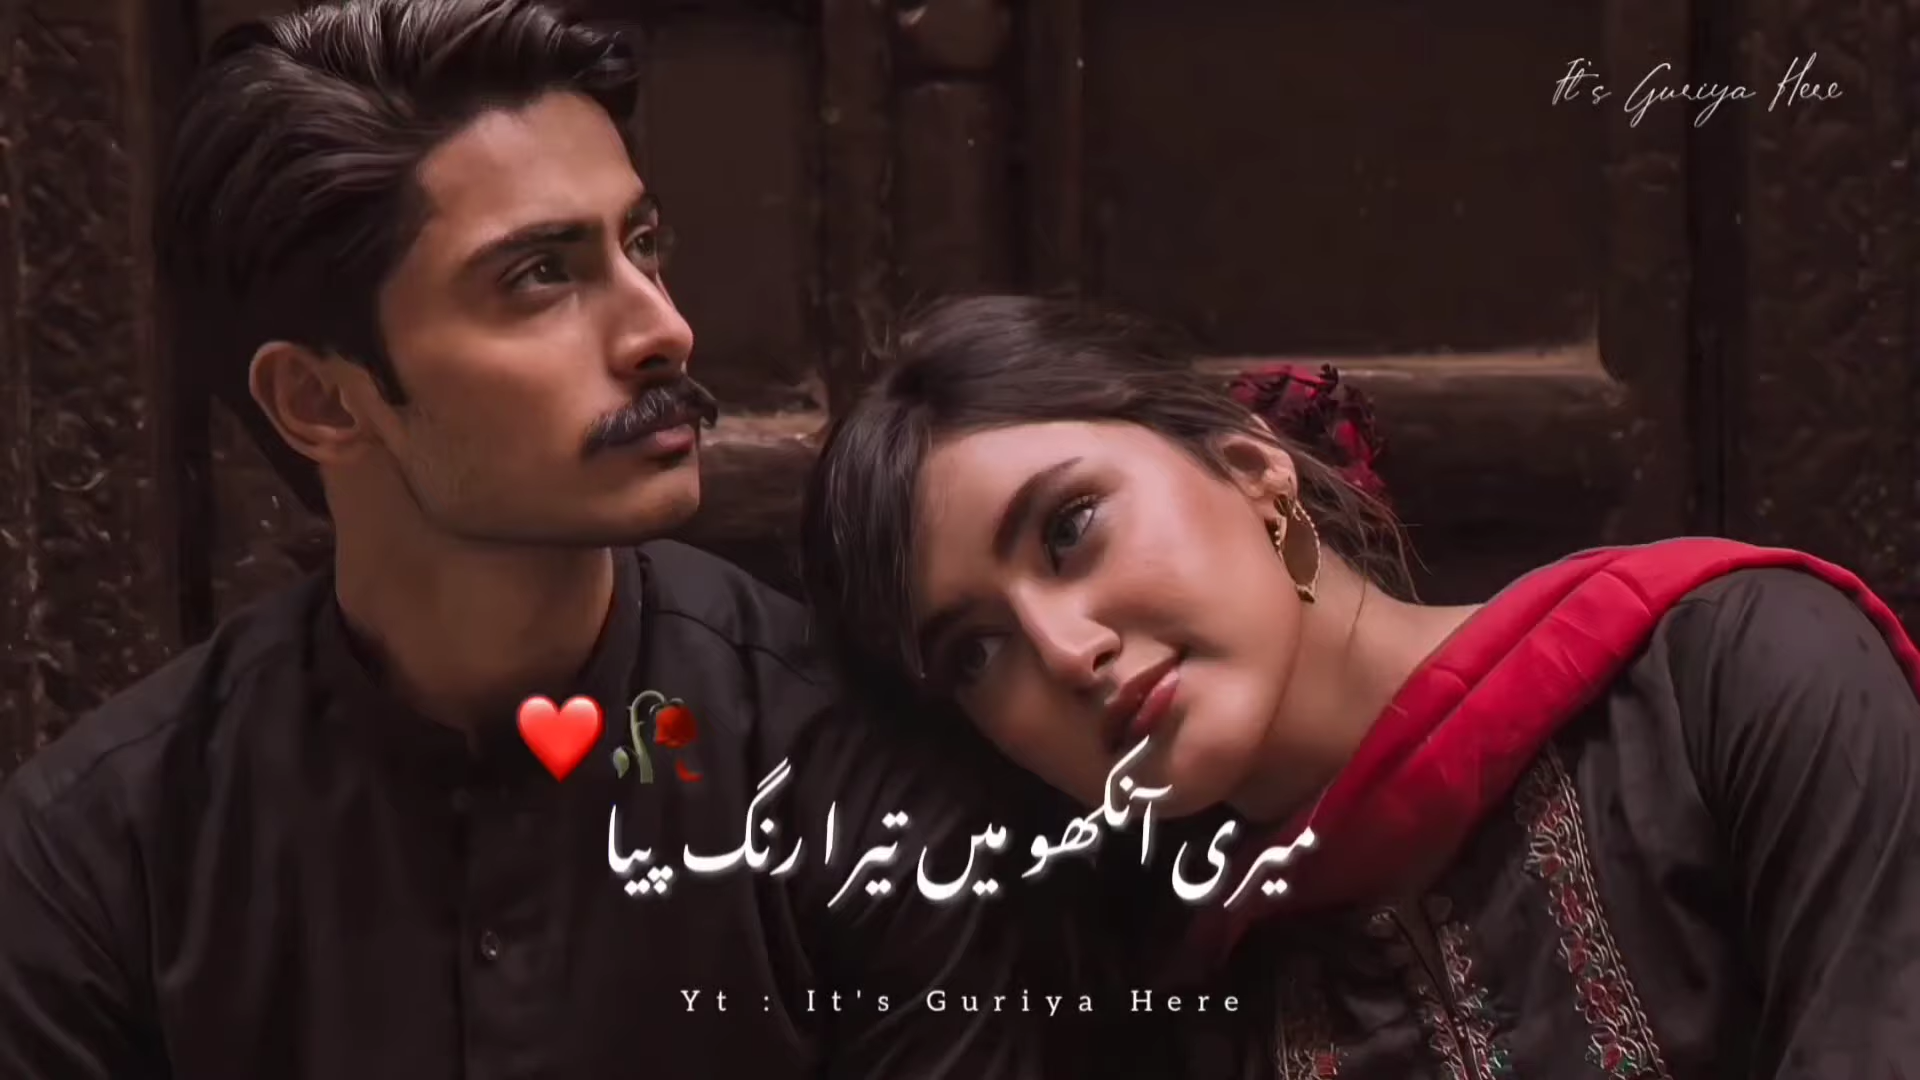 It's Guriya Here
❤️🥀
میری آنکھو میں تیرا رنگ پیا
Yt : It's Guriya Here